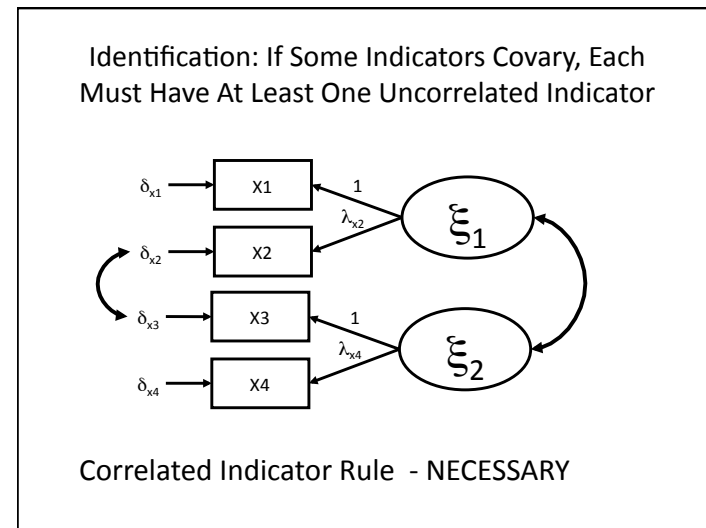 Identification: If Some Indicators Covary, Each
Must Have At Least One Uncorrelated Indicator
δx1 X1 1 ξ1
λx2
δx2 X2
δx3 X3 1 ξ2
λx4
δx4 X4
Correlated Indicator Rule - NECESSARY